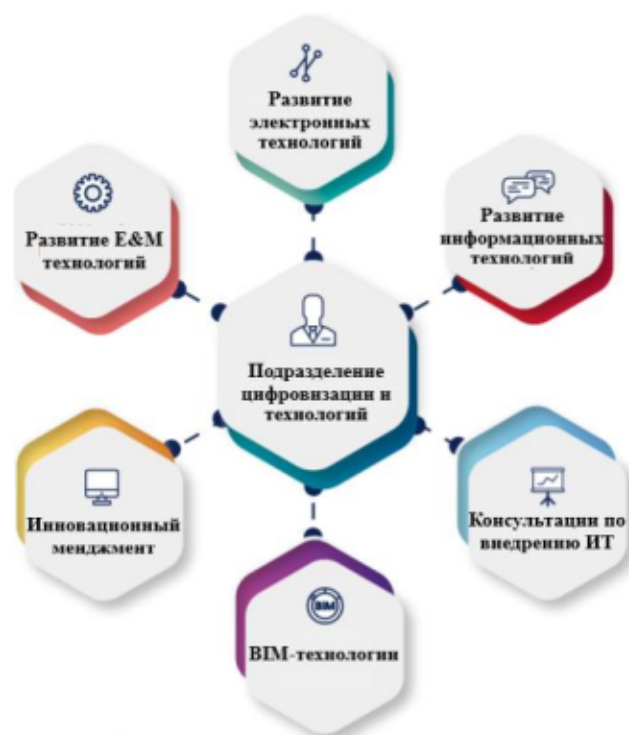 Развитие
электронных
технологий
Развитие E&M
технологий
Развитие
информационных
технологий
Подразделение
цифровизации и
технологий
Инновационный
менджмент
Консультации по
внедрению ИТ
BIM
BIM-технологии